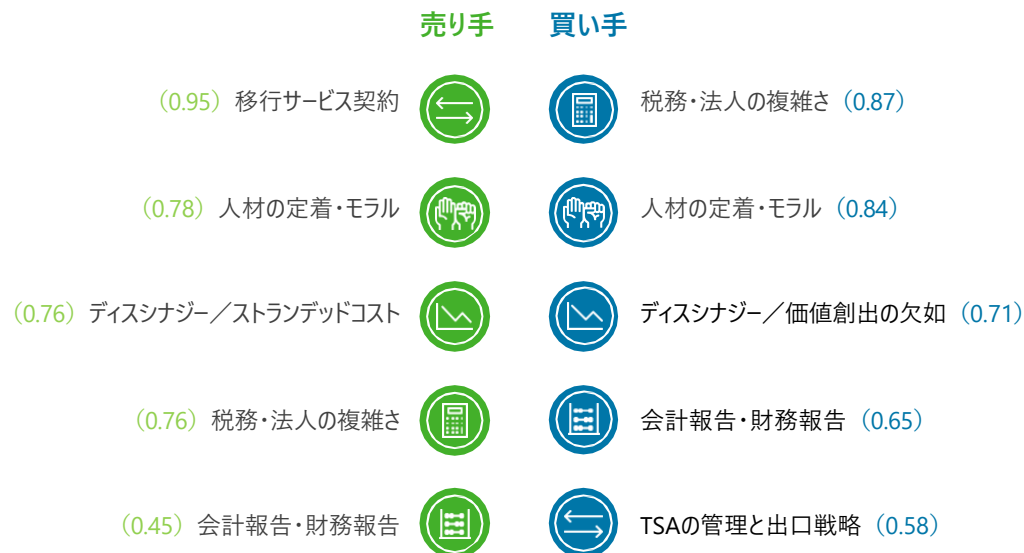 売り手 買い手
（0.95）移行サービス契約 税務・法人の複雑さ（0.87）
（0.78）人材の定着・モラル 人材の定着・モラル（0.84）
（0.76）ディスシナジー／ストランデッドコスト ディスシナジー／価値創出の欠如（0.71）
（0.76）税務・法人の複雑さ 会計報告・財務報告（0.65）
（0.45）会計報告・財務報告 TSAの管理と出口戦略（0.58）